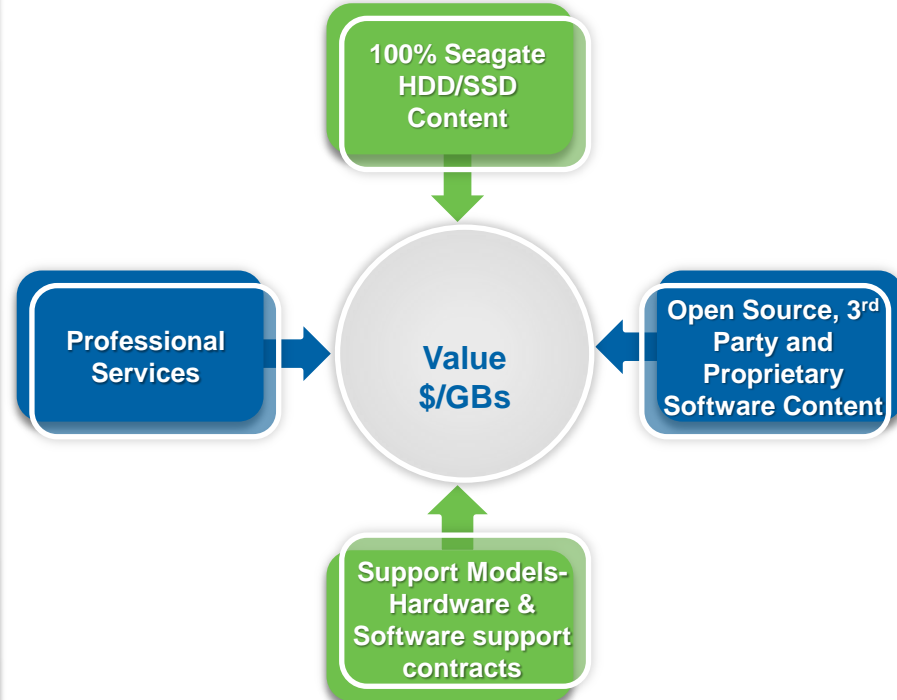 100% Seagate
HDD/SSD
Content
Professional
Services
Value
$/GBs
Open Source, 3rd
Party and
Proprietary
Software Content
Support Models-
Hardware &
Software support
contracts